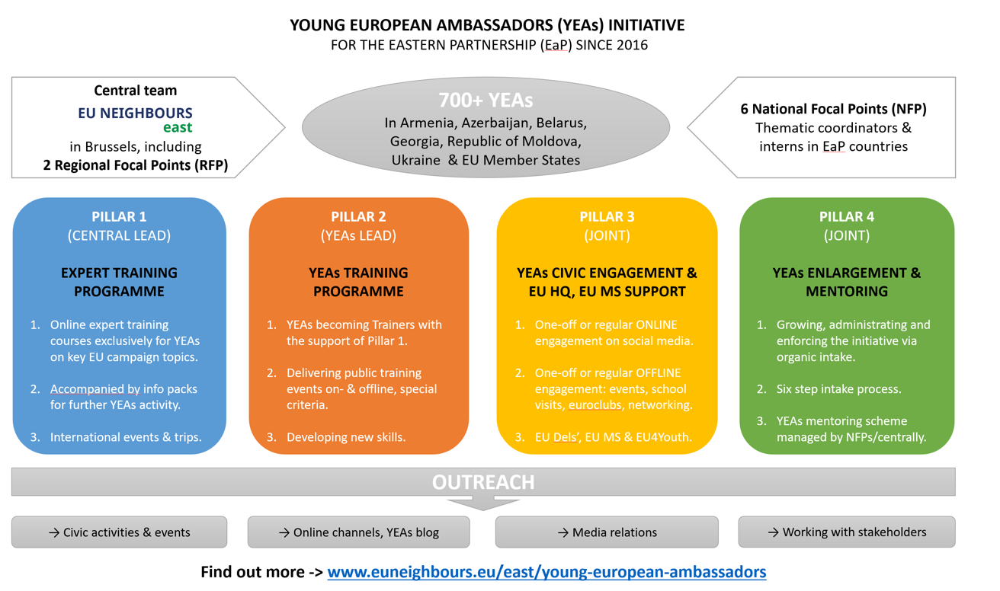 YOUNG EUROPEAN AMBASSADORS (YEAs) INITIATIVE
FOR THE EASTERN PARTNERSHIP (EaP) SINCE 2016
Central team
EU NEIGHBOURS
east
in Brussels, including
2 Regional Focal Points (RFP)
700+ YEAs
In Armenia, Azerbaijan, Belarus,
Georgia, Republic of Moldova,
Ukraine & EU Member States
6 National Focal Points (NFP)
Thematic coordinators &
interns in EaP countries
PILLAR 1
(CENTRAL LEAD)
EXPERT TRAINING
PROGRAMME
1. Online expert training
courses exclusively for YEAs
on key EU campaign topics.
2. Accompanied by info packs
for further YEAs activity.
3. International events & trips.
PILLAR 2
(YEAs LEAD)
YEAs TRAINING
PROGRAMME
1. YEAs becoming Trainers with
the support of Pillar 1.
2. Delivering public training
events on- & offline, special
criteria.
3. Developing new skills.
PILLAR 3
(JOINT)
YEAs CIVIC ENGAGEMENT &
EU HQ, EU MS SUPPORT
1. One-off or regular ONLINE
engagement on social media.
2. One-off or regular OFFLINE
engagement: events, school
visits, euroclubs, networking.
3. EU Dels’, EU MS & EU4Youth.
PILLAR 4
(JOINT)
YEAs ENLARGEMENT &
MENTORING
1. Growing, administrating and
enforcing the initiative via
organic intake.
2. Six step intake process.
3. YEAs mentoring scheme
managed by NFPs/centrally.
OUTREACH
→ Civic activities & events
→ Online channels, YEAs blog
→ Media relations
→ Working with stakeholders
Find out more -> www.euneighbours.eu/east/young-european-ambassadors